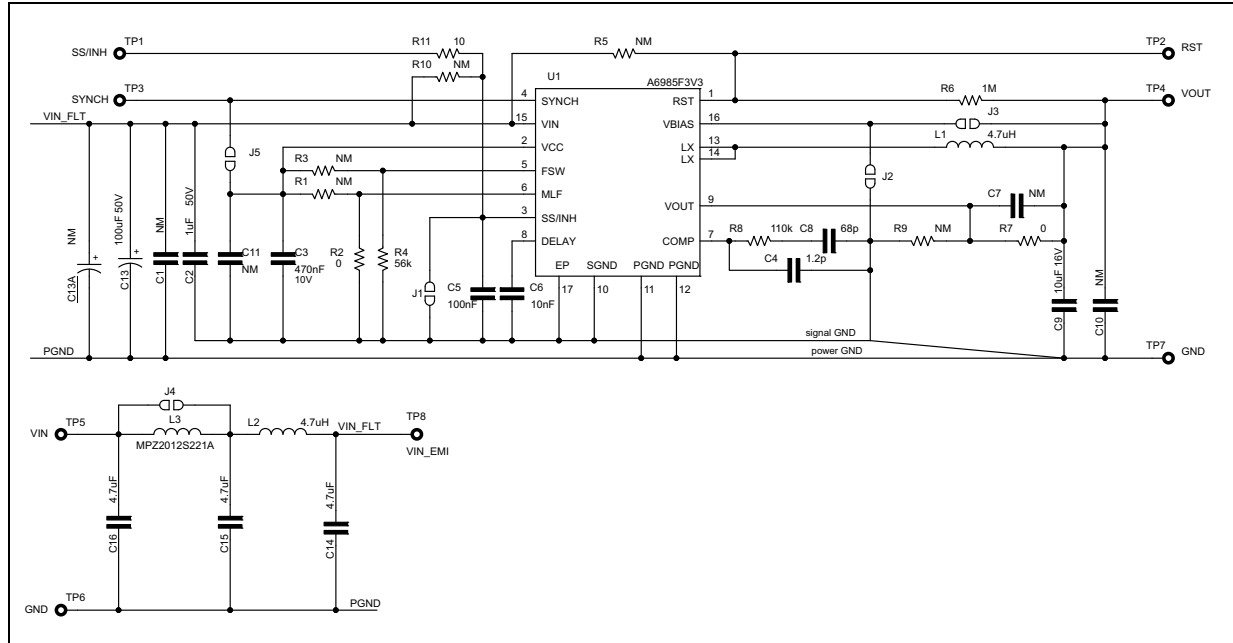 TP1
SS/INH
R11 10
R10 NM
R5 NM
TP2
RST
TP3
SYNCH
U1
A6985F3V3
4 SYNCH
15 VIN
2 VCC
5 FSW
6 MLF
3 SS/INH
8 DELAY
RST 1
VBIAS 16
LX 13
LX 14
VOUT 9
COMP 7
EP SGND PGND PGND
17 10 11 12
R6 1M
TP4
VOUT
J3
L1 4.7uH
J2
C7 NM
R8 110k C8 68p
C4 1.2p
R9 NM
R7 0
VIN_FLT
J5
R3 NM
R1 NM
C13A NM
C13 100uF 50V
C1 NM
C2 1uF 50V
C11
NM
C3
470nF
10V
R2
0
R4
56k
J1
C5
100nF
C6
10nF
C9 10uF 16V
C10 NM
signal GND
power GND
PGND
TP7
GND
J4
TP5
VIN
L3
MPZ2012S221A
L2 4.7uH
VIN_FLT
TP8
VIN_EMI
C16 4.7uF
C15 4.7uF
C14 4.7uF
TP6
GND
PGND